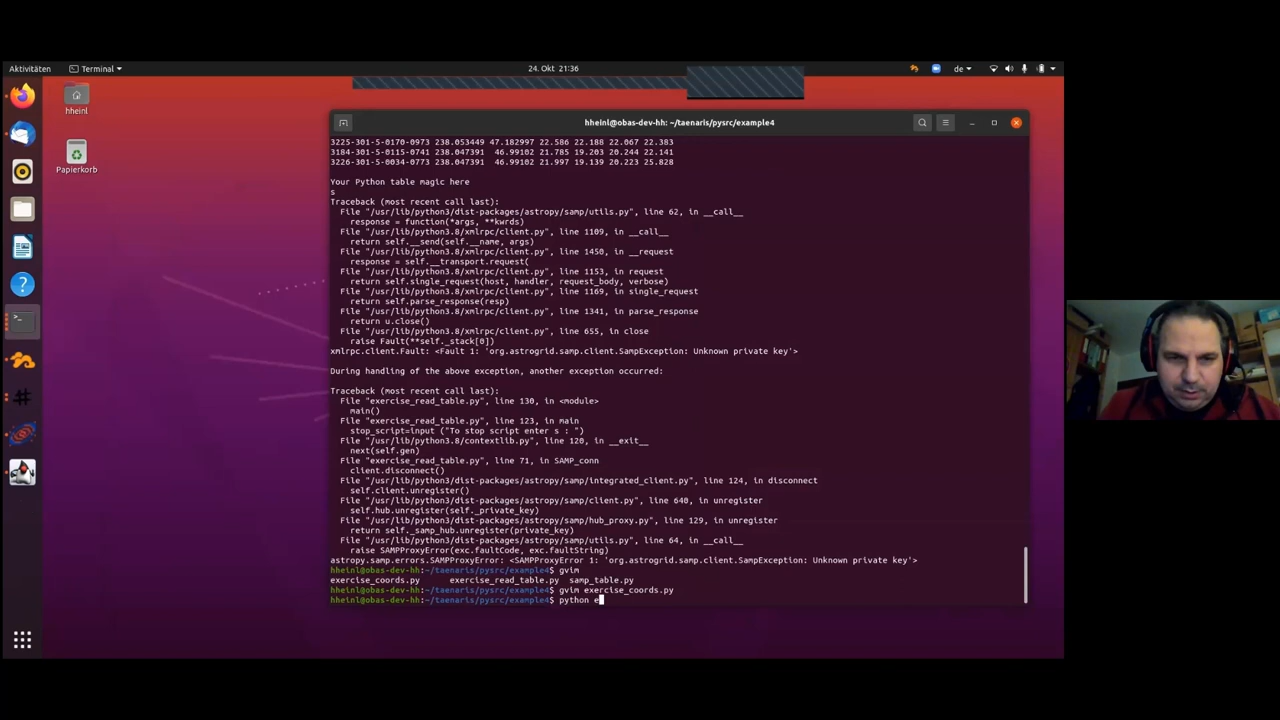 Aktivitäten
Terminal
24. Okt 21:36
de
hheinl
Papierkorb
hheinl@obas-dev-hh: ~/taenaris/pysrc/example4
3225-301-5-0170-0773 238.053449 47.182997 22.586 22.188 22.067 22.383
3184-301-5-0115-0741 238.047391  46.99102 21.785 19.203 20.244 22.141
3226-301-5-0034-0773 238.047391  46.99102 21.997 19.139 20.223 25.828
Your Python table magic here
s
Traceback (most recent call last):
  File "/usr/lib/python3/dist-packages/astropy/samp/utils.py", line 62, in __call__
    response = function(*args, **kwrds)
  File "/usr/lib/python3.8/xmlrpc/client.py", line 1109, in __call__
    return self.__send(self.__name, args)
  File "/usr/lib/python3.8/xmlrpc/client.py", line 1450, in __request
    response = self.__transport.request(
  File "/usr/lib/python3.8/xmlrpc/client.py", line 1153, in request
    return self.single_request(host, handler, request_body, verbose)
  File "/usr/lib/python3.8/xmlrpc/client.py", line 1169, in single_request
    return self.parse_response(resp)
  File "/usr/lib/python3.8/xmlrpc/client.py", line 1341, in parse_response
    return u.close()
  File "/usr/lib/python3.8/xmlrpc/client.py", line 655, in close
    raise Fault(**self._stack[0])
xmlrpc.client.Fault: <Fault 1: 'org.astrogrid.samp.client.SampException: Unknown private key'>
During handling of the above exception, another exception occurred:
Traceback (most recent call last):
  File "exercise_read_table.py", line 130, in <module>
    main()
  File "exercise_read_table.py", line 123, in main
    stop_script=input ("To stop script enter s : ")
  File "/usr/lib/python3.8/contextlib.py", line 120, in __exit__
    next(self.gen)
  File "exercise_read_table.py", line 71, in SAMP_conn
    client.disconnect()
  File "/usr/lib/python3/dist-packages/astropy/samp/integrated_client.py", line 124, in disconnect
    self.client.unregister()
  File "/usr/lib/python3/dist-packages/astropy/samp/client.py", line 640, in unregister
    self.hub.unregister(self._private_key)
  File "/usr/lib/python3/dist-packages/astropy/samp/hub_proxy.py", line 129, in unregister
    return self._samp_hub.unregister(private_key)
  File "/usr/lib/python3/dist-packages/astropy/samp/utils.py", line 64, in __call__
    raise SAMPProxyError(exc.faultCode, exc.faultString)
astropy.samp.errors.SAMPProxyError: <SAMPProxyError 1: 'org.astrogrid.samp.client.SampException: Unknown private key'>
hheinl@obas-dev-hh:~/taenaris/pysrc/example4$ gvim
exercise_coords.py      exercise_read_table.py  samp_table.py
hheinl@obas-dev-hh:~/taenaris/pysrc/example4$ gvim exercise_coords.py
hheinl@obas-dev-hh:~/taenaris/pysrc/example4$ python e